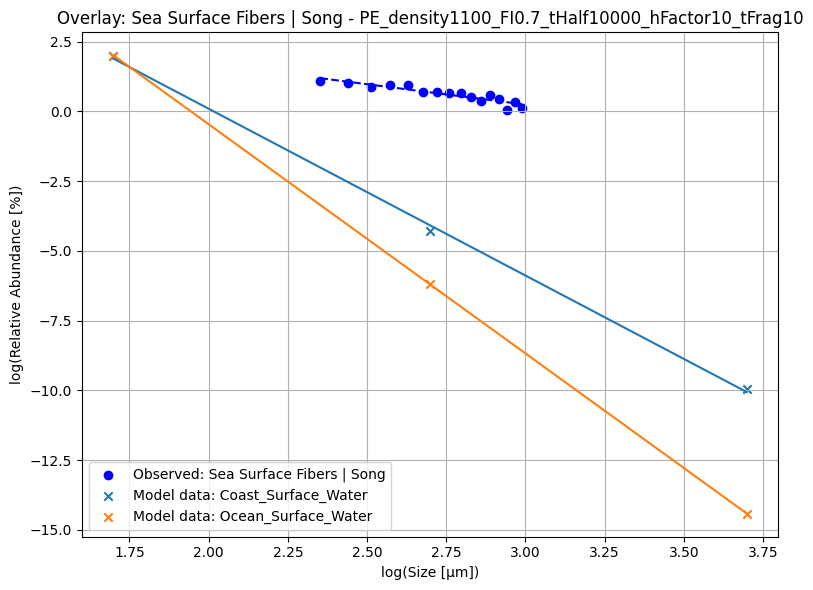 Overlay: Sea Surface Fibers | Song - PE_density1100_FI0.7_tHalf10000_hFactor10_tFrag10
log(Relative Abundance [%])
2.5
0.0
−2.5
−5.0
−7.5
−10.0
−12.5
−15.0
Observed: Sea Surface Fibers | Song
Model data: Coast_Surface_Water
Model data: Ocean_Surface_Water
1.75 2.00 2.25 2.50 2.75 3.00 3.25 3.50 3.75
log(Size [μm])